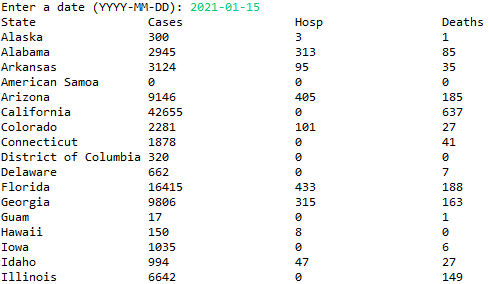 Enter a date (YYYY-MM-DD): 2021-01-15
State Cases Hosp Deaths
Alaska 300 3 1
Alabama 2945 313 85
Arkansas 3124 95 35
American Samoa 0 0 0
Arizona 9146 405 185
California 42655 0 637
Colorado 2281 101 27
Connecticut 1878 0 41
District of Columbia 320 0 0
Delaware 662 0 7
Florida 16415 433 188
Georgia 9806 315 163
Guam 17 0 1
Hawaii 150 8 0
Iowa 1035 0 6
Idaho 994 47 27
Illinois 6642 0 149